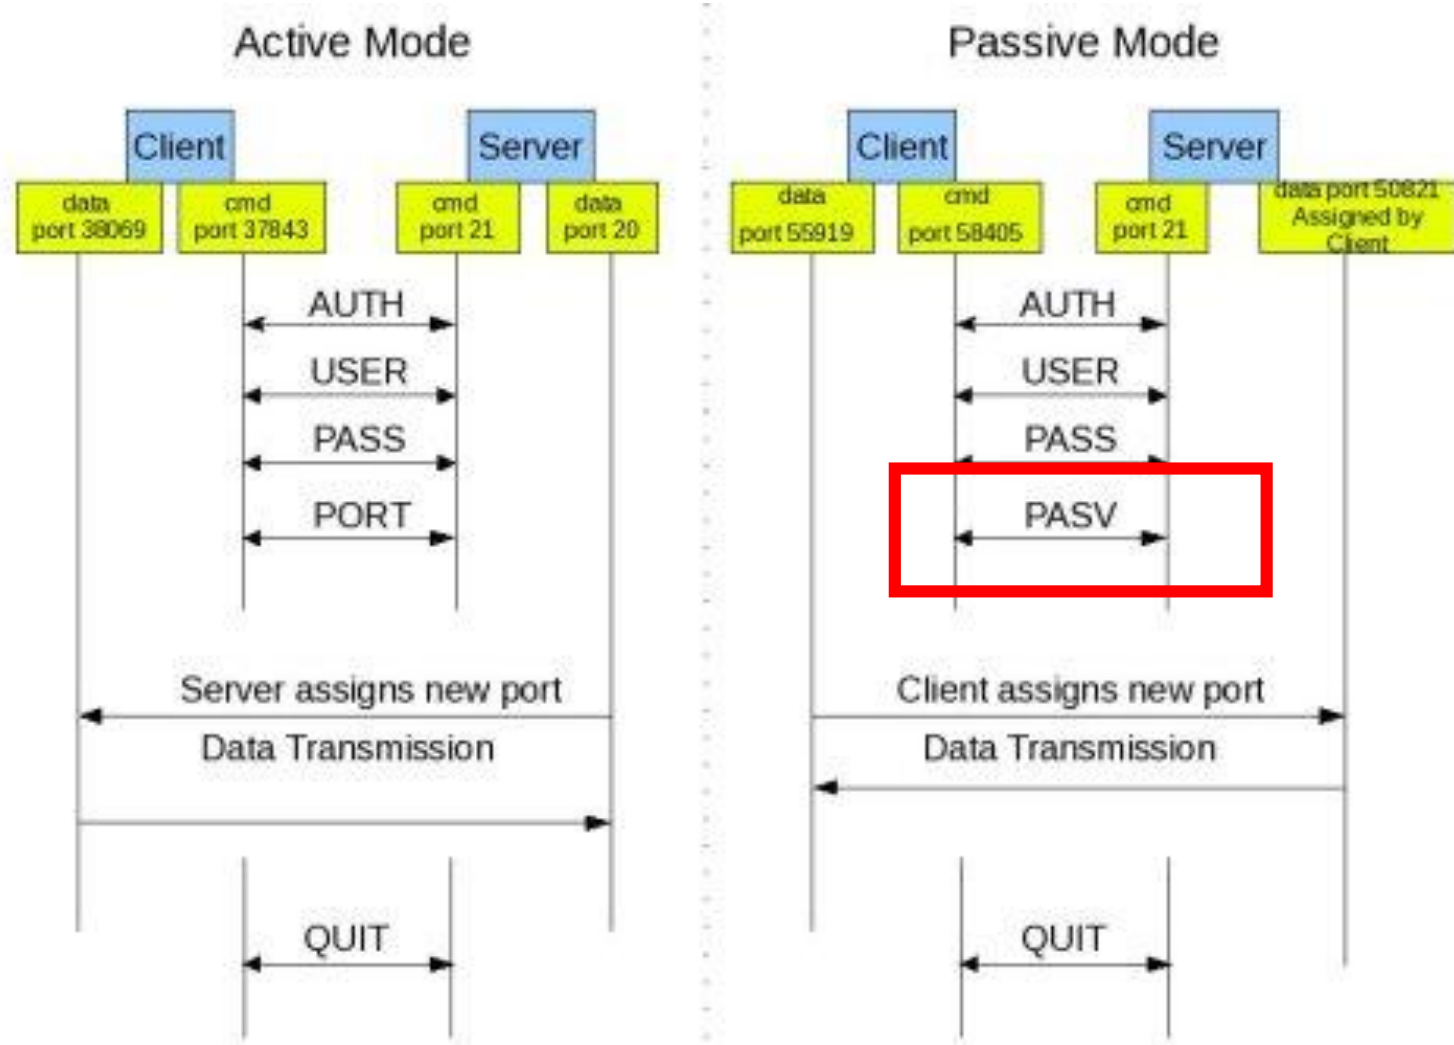 Active Mode
Client
Server
data
port 38069
cmd
port 37843
cmd
port 21
data
port 20
AUTH
USER
PASS
PORT
Server assigns new port
Data Transmission
QUIT
Passive Mode
Client
Server
data
port 55919
cmd
port 58405
cmd
port 21
data port 50821
Assigned by
Client
AUTH
USER
PASS
PASV
Client assigns new port
Data Transmission
QUIT